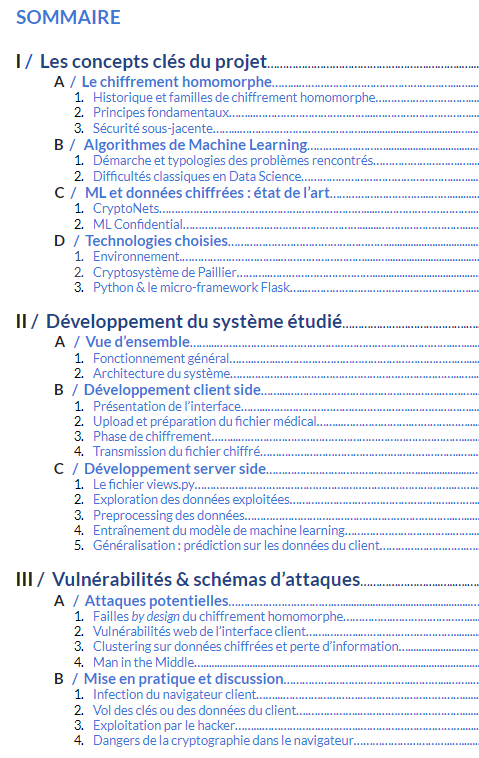 SOMMAIRE
I / Les concepts clés du projet
A / Le chiffrement homomorphe
1. Historique et familles de chiffrement homomorphe
2. Principes fondamentaux
3. Sécurité sous-jacente
B / Algorithmes de Machine Learning
1. Démarche et typologies des problèmes rencontrés
2. Difficultés classiques en Data Science
C / ML et données chiffrées : état de l'art
1. CryptoNets
2. ML Confidential
D / Technologies choisies
1. Environnement
2. Cryptosystème de Paillier
3. Python & le micro-framework Flask
II / Développement du système étudié
A / Vue d'ensemble
1. Fonctionnement général
2. Architecture du système
B / Développement client side
1. Présentation de l'interface
2. Upload et préparation du fichier médical
3. Phase de chiffrement
4. Transmission du fichier chiffré
C / Développement server side
1. Le fichier views.py
2. Exploration des données exploitées
3. Preprocessing des données
4. Entraînement du modèle de machine learning
5. Généralisation : prédiction sur les données du client
III / Vulnérabilités & schémas d'attaques
A / Attaques potentielles
1. Failles by design du chiffrement homomorphe
2. Vulnérabilités web de l'interface client
3. Clustering sur données chiffrées et perte d'information
4. Man in the Middle
B / Mise en pratique et discussion
1. Infection du navigateur client
2. Vol des clés ou des données du client
3. Exploitation par le hacker
4. Dangers de la cryptographie dans le navigateur